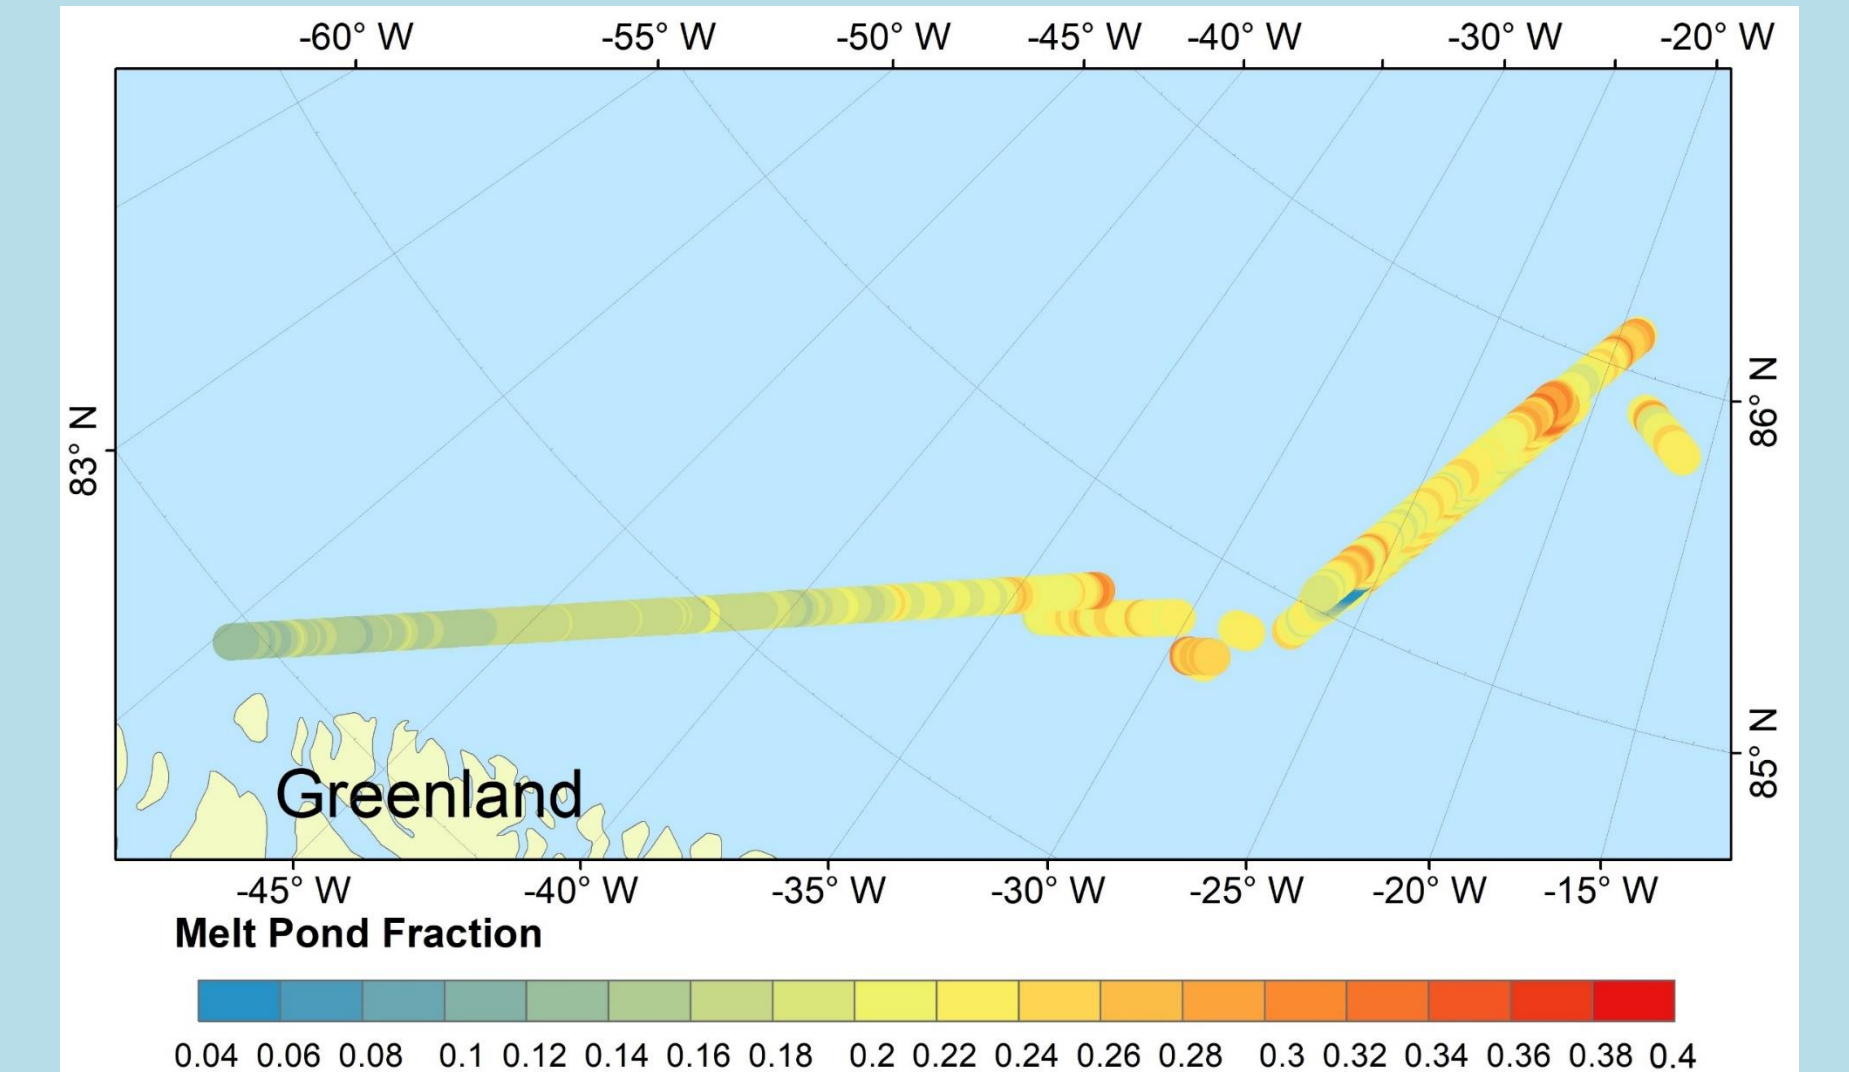 -60° W -55° W -50° W -45° W -40° W -30° W -20° W
83° N
86° N
85° N
Greenland
-45° W -40° W -35° W -30° W -25° W -20° W -15° W
Melt Pond Fraction
0.04 0.06 0.08 0.1 0.12 0.14 0.16 0.18 0.2 0.22 0.24 0.26 0.28 0.3 0.32 0.34 0.36 0.38 0.4